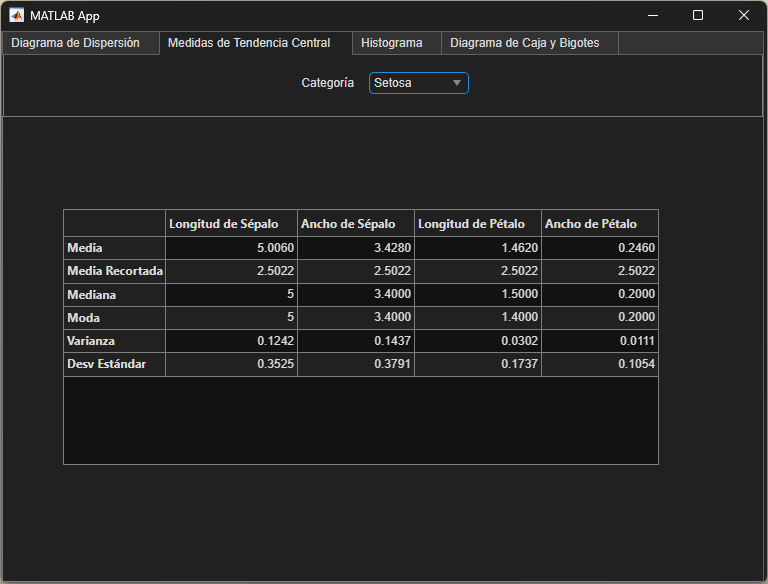 MATLAB App
Diagrama de Dispersión Medidas de Tendencia Central Histograma Diagrama de Caja y Bigotes
Categoría Setosa
Longitud de Sépalo Ancho de Sépalo Longitud de Pétalo Ancho de Pétalo
Media 5.0060 3.4280 1.4620 0.2460
Media Recortada 2.5022 2.5022 2.5022 2.5022
Mediana 5 3.4000 1.5000 0.2000
Moda 5 3.4000 1.4000 0.2000
Varianza 0.1242 0.1437 0.0302 0.0111
Desv Estándar 0.3525 0.3791 0.1737 0.1054